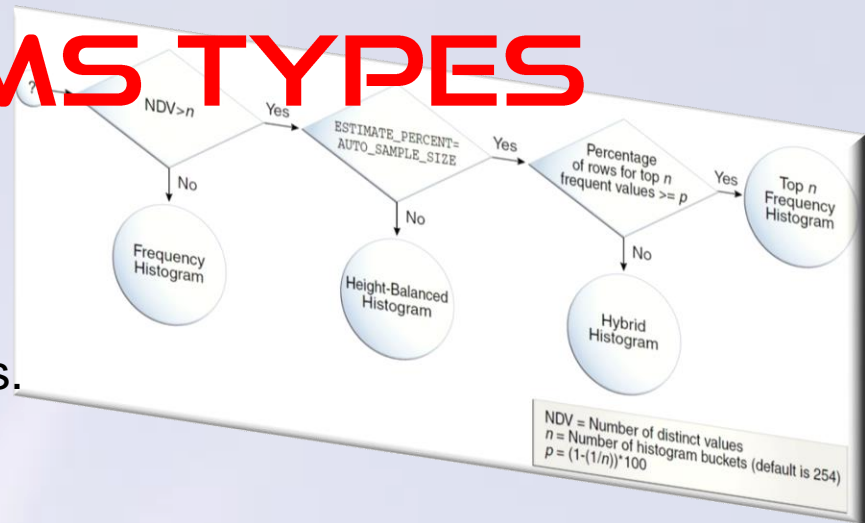 MS TYPES
?
NDV>n
Yes
ESTIMATE_PERCENT=
AUTO_SAMPLE_SIZE
Yes
Percentage
of rows for top n
frequent values >= p
Yes
Top n
Frequency
Histogram
No
Frequency
Histogram
No
Height-Balanced
Histogram
No
Hybrid
Histogram
s.
NDV = Number of distinct values
n = Number of histogram buckets (default is 254)
p = (1-(1/n))*100